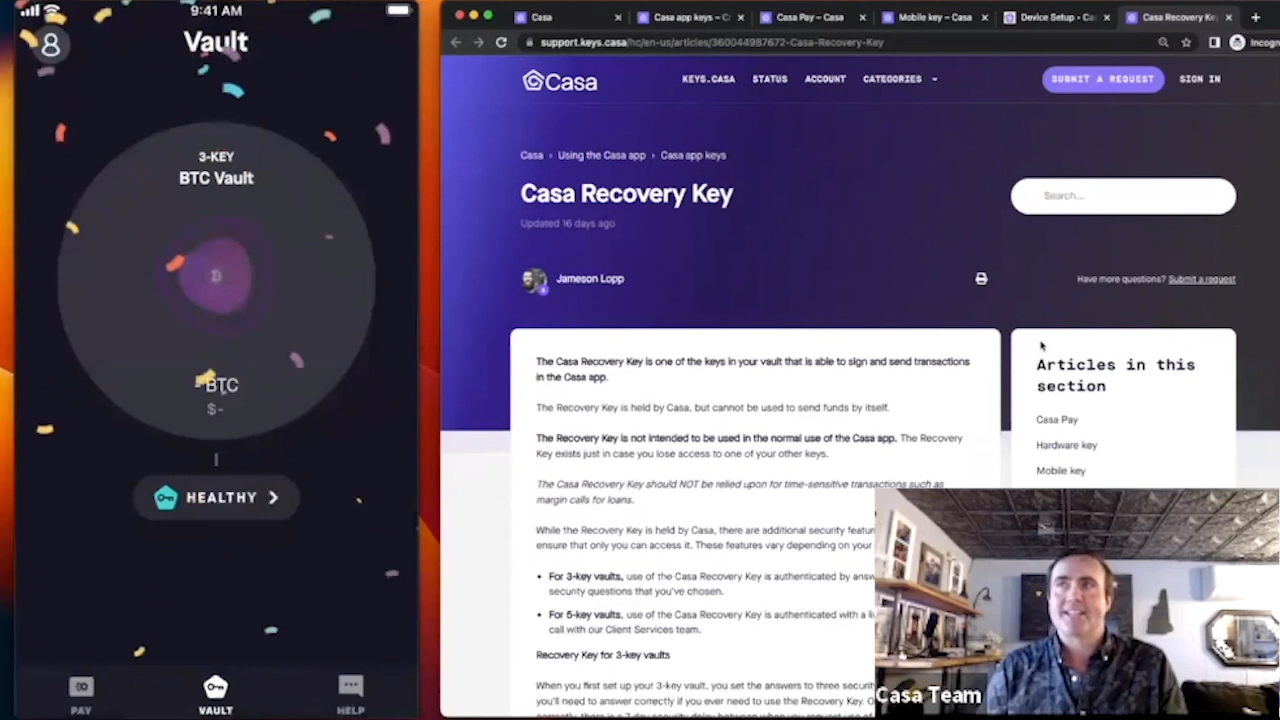 9:41 AM
Vault
3-KEY
BTC Vault
B
- BTC
$-
HEALTHY
PAY
VAULT
HELP
Casa
Casa app keys – C
Casa Pay – Casa
Mobile key – Casa
Device Setup – Ca
Casa Recovery Key
support.keys.casa/hc/en-us/articles/360044987672-Casa-Recovery-Key
Incogn
Casa
KEYS.CASA
STATUS
ACCOUNT
CATEGORIES
SUBMIT A REQUEST
SIGN IN
Casa › Using the Casa app › Casa app keys
Casa Recovery Key
Search...
Updated 16 days ago
Jameson Lopp
Have more questions? Submit a request
The Casa Recovery Key is one of the keys in your vault that is able to sign and send transactions
in the Casa app.
The Recovery Key is held by Casa, but cannot be used to send funds by itself.
The Recovery Key is not intended to be used in the normal use of the Casa app. The Recovery
Key exists just in case you lose access to one of your other keys.
The Casa Recovery Key should NOT be relied upon for time-sensitive transactions such as
margin calls for loans.
While the Recovery Key is held by Casa, there are additional security featur
ensure that only you can access it. These features vary depending on your
• For 3-key vaults, use of the Casa Recovery Key is authenticated by answ
security questions that you've chosen.
• For 5-key vaults, use of the Casa Recovery Key is authenticated with a li
call with our Client Services team.
Recovery Key for 3-key vaults
When you first set up your 3-key vault, you set the answers to three securit
you'll need to answer correctly if you ever need to use the Recovery Key. O
Articles in this
section
Casa Pay
Hardware key
Mobile key
Casa Team